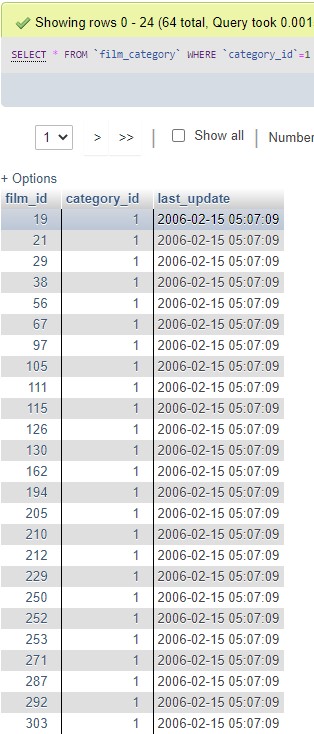 Showing rows 0 - 24 (64 total, Query took 0.001
SELECT * FROM `film_category` WHERE `category_id`=1
1 > >> | Show all | Number
+ Options
film_id category_id last_update
19 1 2006-02-15 05:07:09
21 1 2006-02-15 05:07:09
29 1 2006-02-15 05:07:09
38 1 2006-02-15 05:07:09
56 1 2006-02-15 05:07:09
67 1 2006-02-15 05:07:09
97 1 2006-02-15 05:07:09
105 1 2006-02-15 05:07:09
111 1 2006-02-15 05:07:09
115 1 2006-02-15 05:07:09
126 1 2006-02-15 05:07:09
130 1 2006-02-15 05:07:09
162 1 2006-02-15 05:07:09
194 1 2006-02-15 05:07:09
205 1 2006-02-15 05:07:09
210 1 2006-02-15 05:07:09
212 1 2006-02-15 05:07:09
229 1 2006-02-15 05:07:09
250 1 2006-02-15 05:07:09
252 1 2006-02-15 05:07:09
253 1 2006-02-15 05:07:09
271 1 2006-02-15 05:07:09
287 1 2006-02-15 05:07:09
292 1 2006-02-15 05:07:09
303 1 2006-02-15 05:07:09